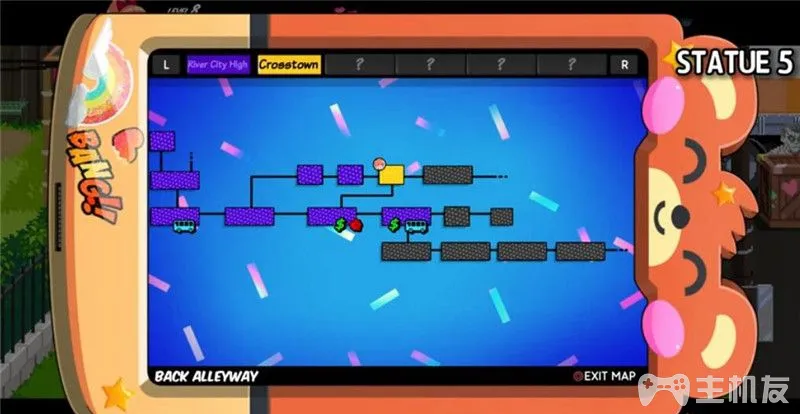 LEVEL 8
L
River City High
Crosstown
?
?
?
?
R
STATUE 5
BANG!
$
$
BACK ALLEYWAY
EXIT MAP
主机友